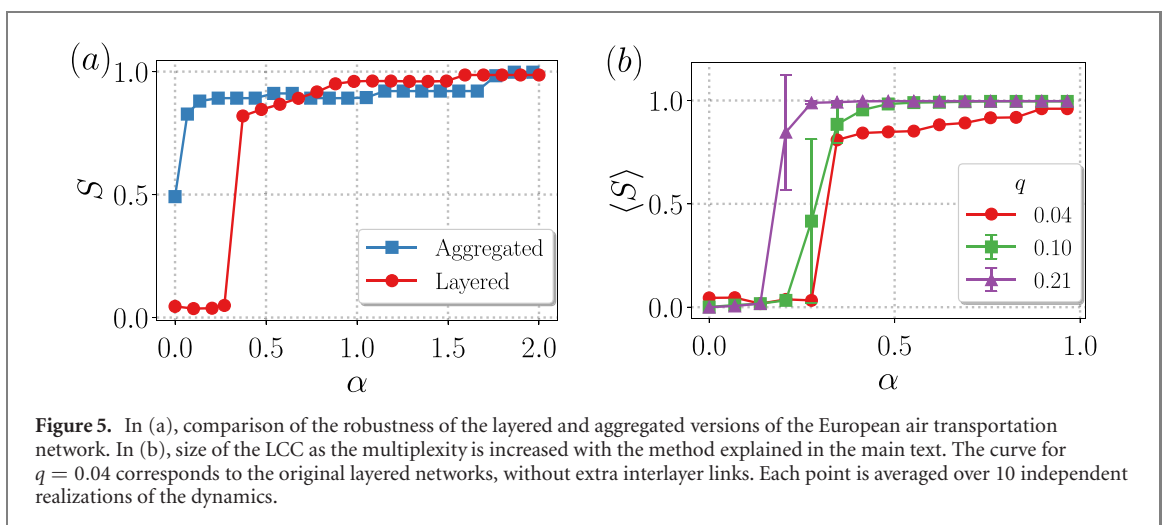 (a)
1.0
0.5
0.0
S
0.0 0.5 1.0 1.5 2.0
α
Aggregated
Layered
(b)
1.0
0.5
0.0
⟨S⟩
0.0 0.5 1.0
α
q
0.04
0.10
0.21
Figure 5. In (a), comparison of the robustness of the layered and aggregated versions of the European air transportation
network. In (b), size of the LCC as the multiplexity is increased with the method explained in the main text. The curve for
q = 0.04 corresponds to the original layered networks, without extra interlayer links. Each point is averaged over 10 independent
realizations of the dynamics.